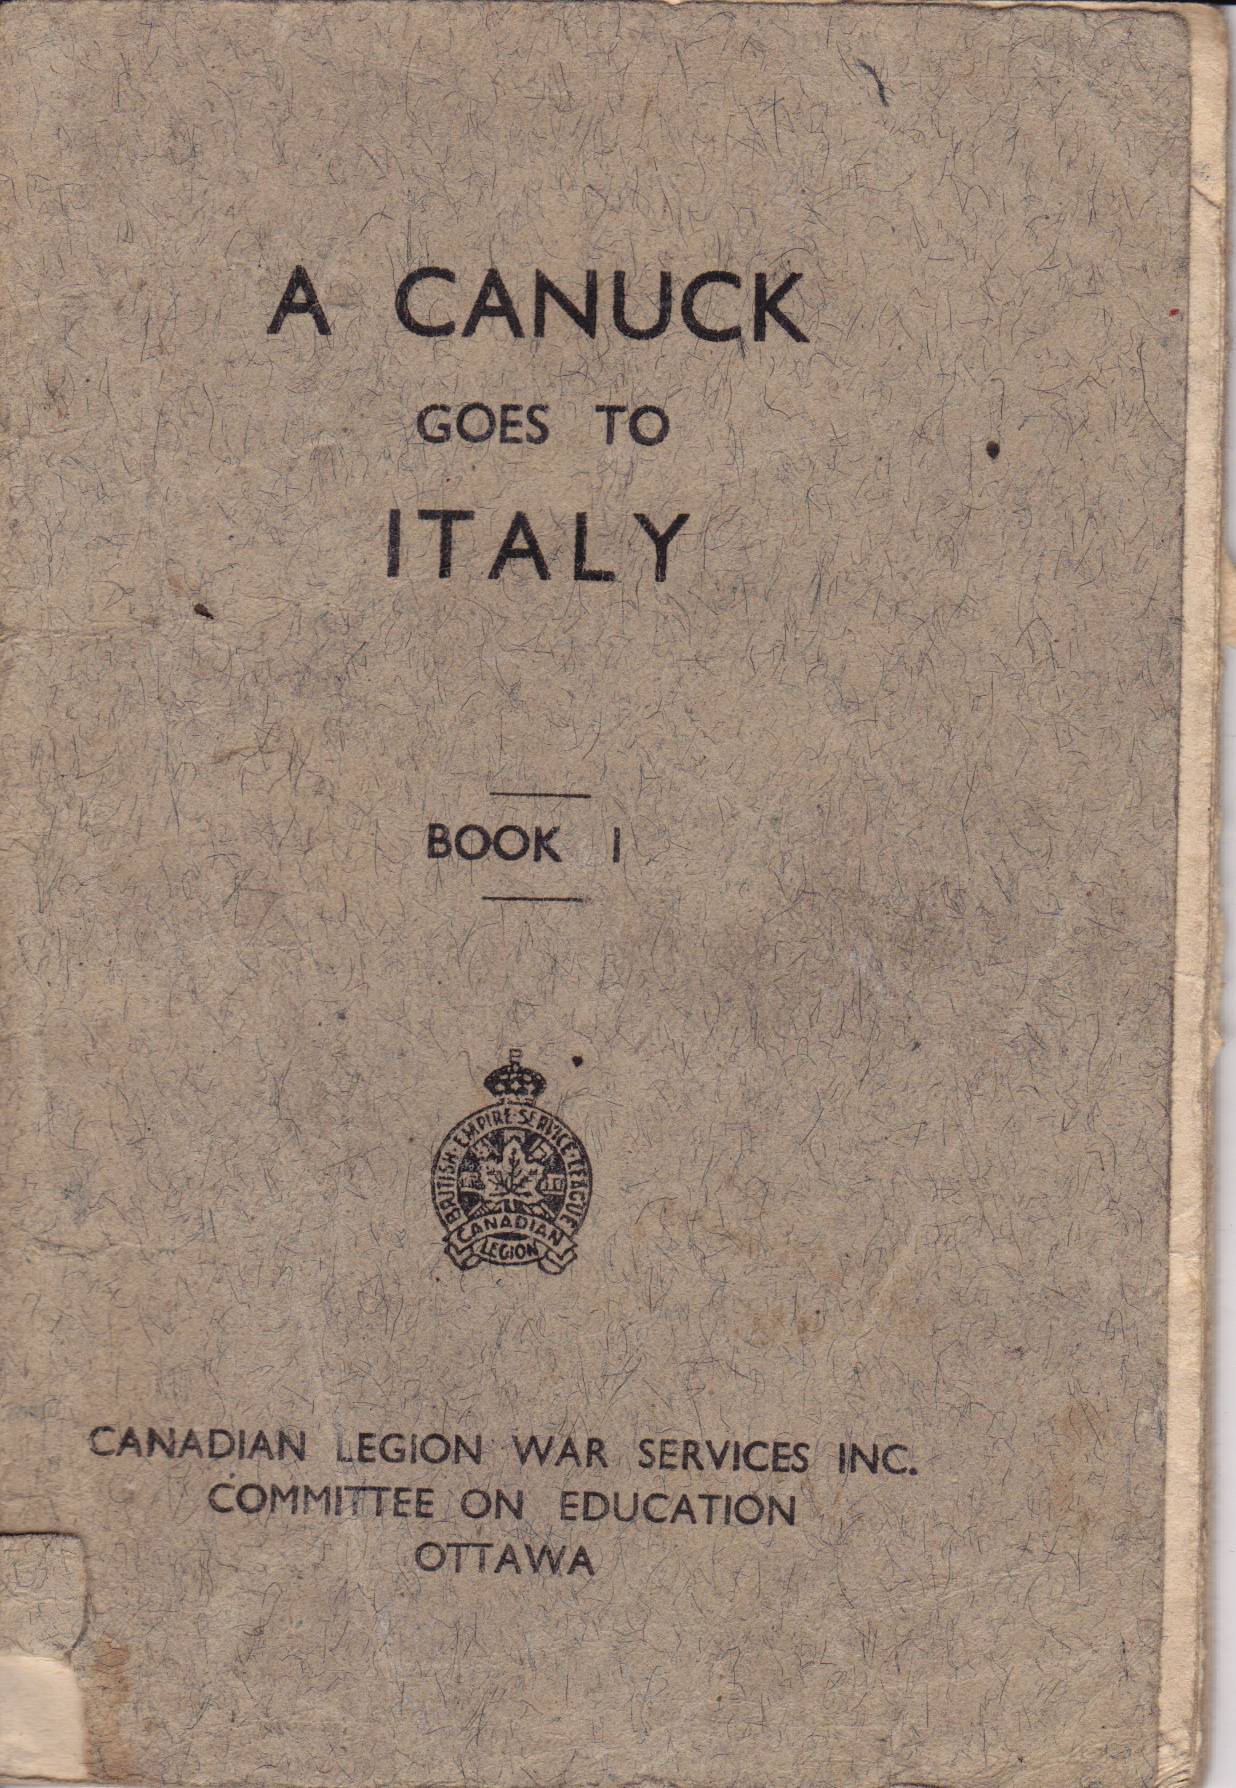 A CANUCK
GOES TO
ITALY
BOOK 1
BRITISH·EMPIRE·SERVICE·LEAGUE
CANADIAN
LEGION
CANADIAN LEGION WAR SERVICES INC.
COMMITTEE ON EDUCATION
OTTAWA